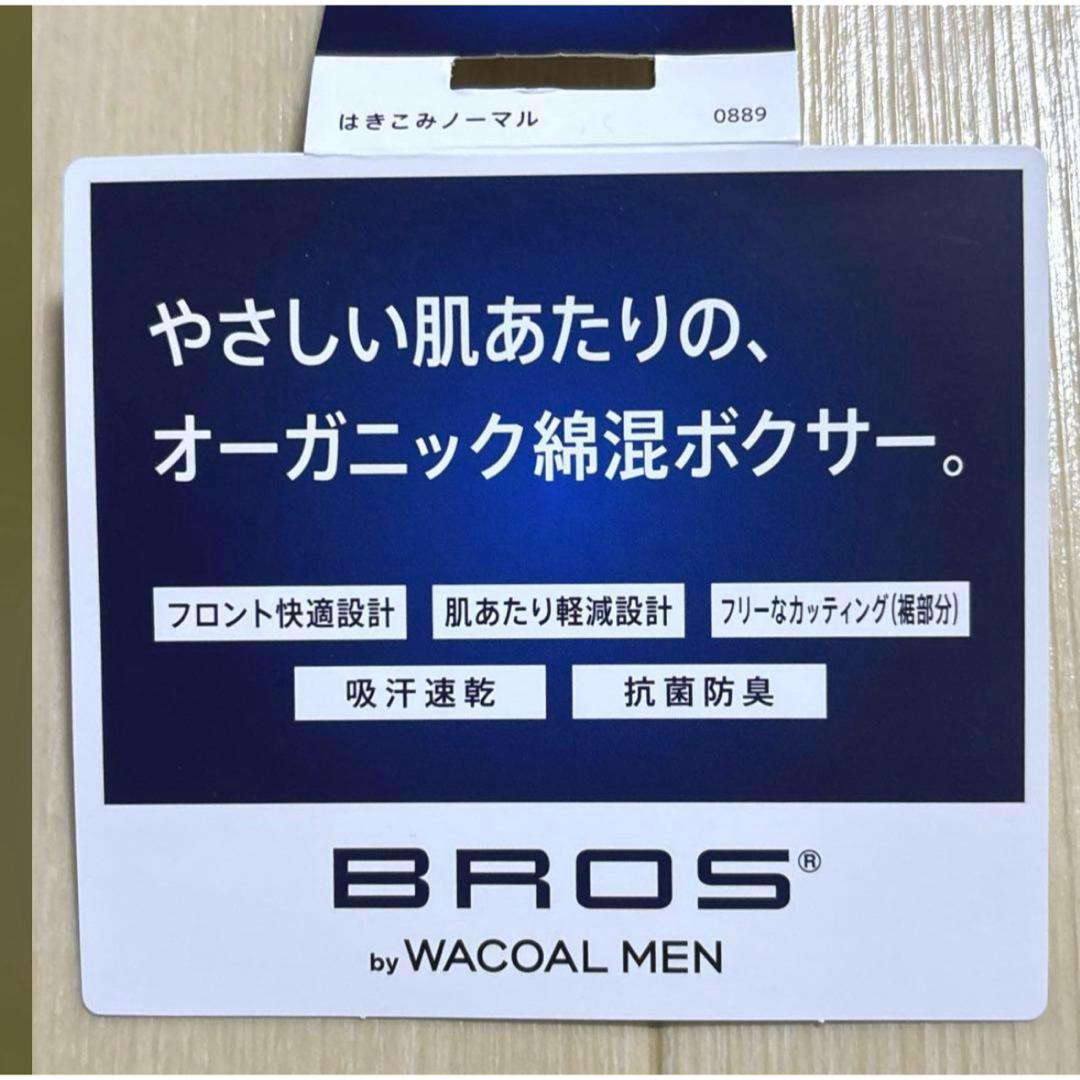 はきこみノーマル 0889
やさしい肌あたりの、
オーガニック綿混ボクサー。
フロント快適設計 肌あたり軽減設計 フリーなカッティング(裾部分)
吸汗速乾 抗菌防臭
BROS®
by WACOAL MEN